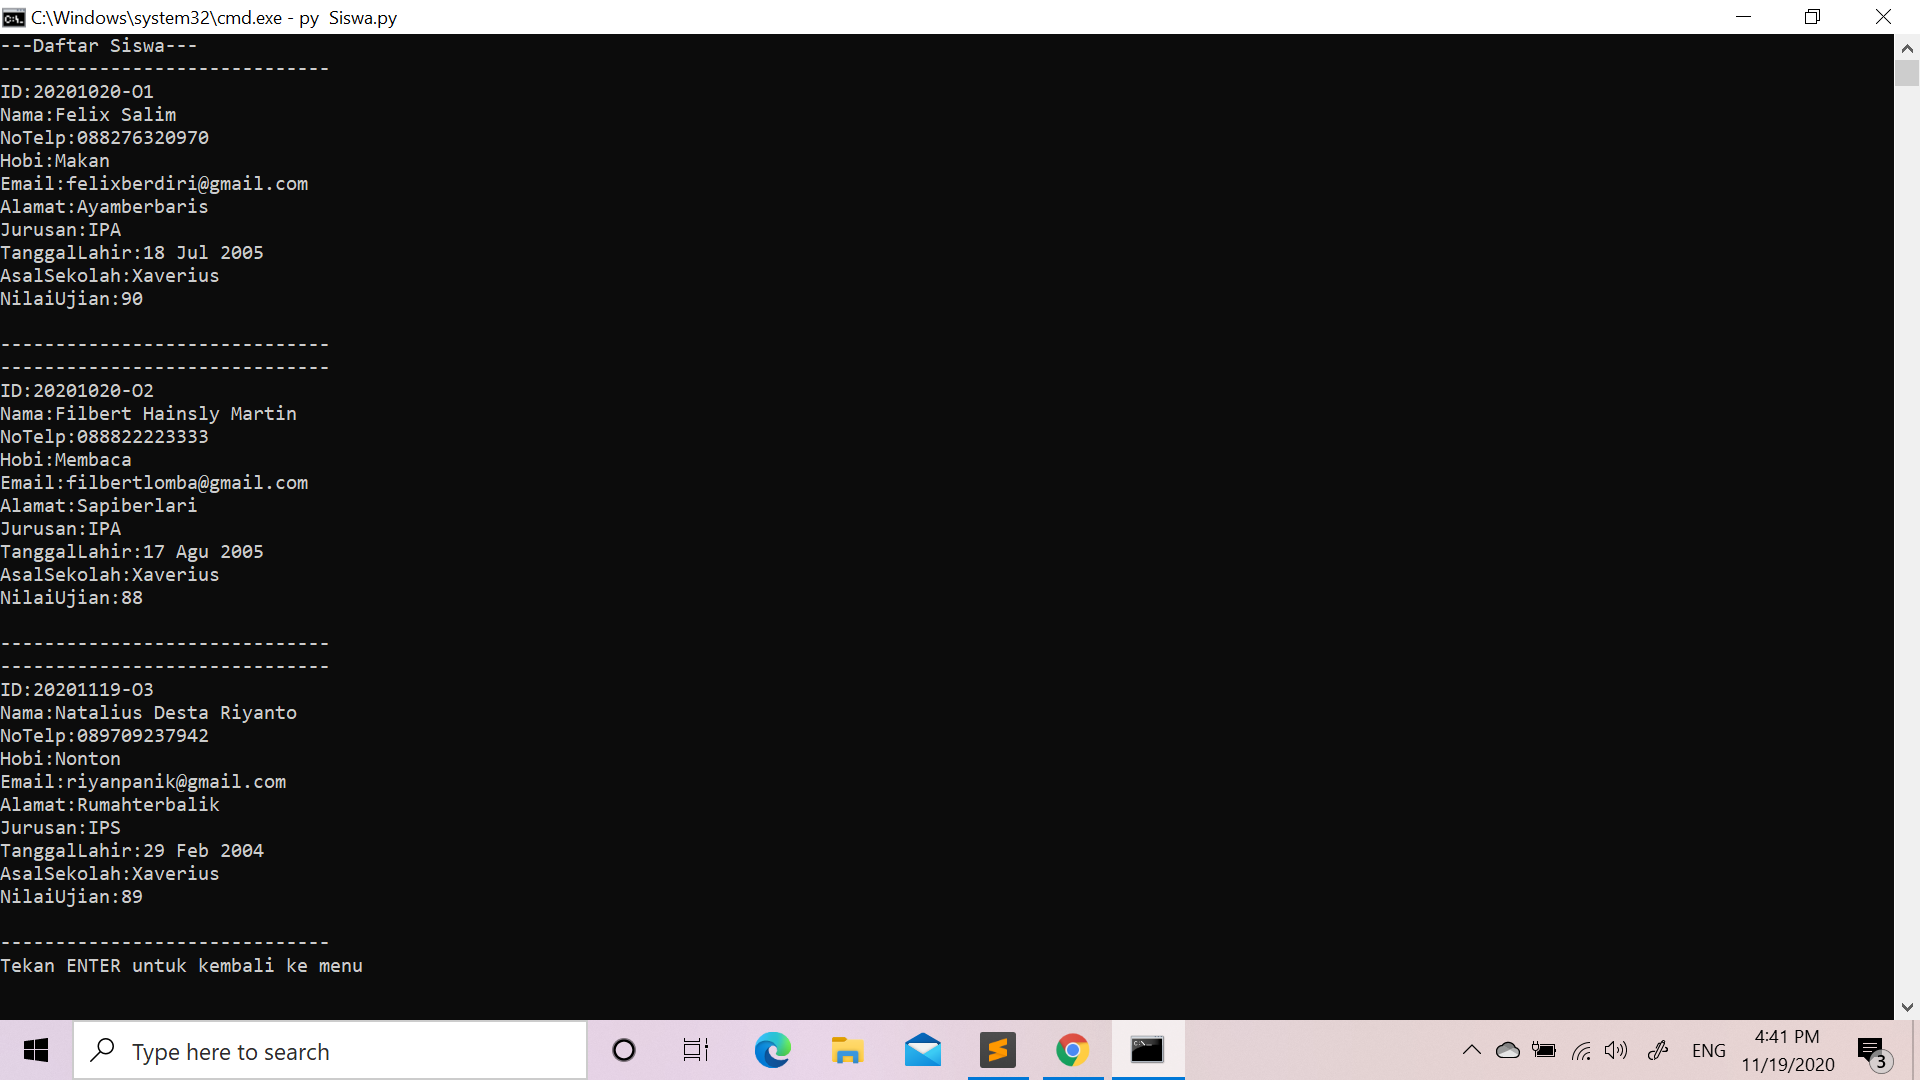 C:\Windows\system32\cmd.exe - py  Siswa.py
---Daftar Siswa---
------------------------------
ID:20201020-O1
Nama:Felix Salim
NoTelp:088276320970
Hobi:Makan
Email:felixberdiri@gmail.com
Alamat:Ayamberbaris
Jurusan:IPA
TanggalLahir:18 Jul 2005
AsalSekolah:Xaverius
NilaiUjian:90
------------------------------
------------------------------
ID:20201020-O2
Nama:Filbert Hainsly Martin
NoTelp:088822223333
Hobi:Membaca
Email:filbertlomba@gmail.com
Alamat:Sapiberlari
Jurusan:IPA
TanggalLahir:17 Agu 2005
AsalSekolah:Xaverius
NilaiUjian:88
------------------------------
------------------------------
ID:20201119-O3
Nama:Natalius Desta Riyanto
NoTelp:089709237942
Hobi:Nonton
Email:riyanpanik@gmail.com
Alamat:Rumahterbalik
Jurusan:IPS
TanggalLahir:29 Feb 2004
AsalSekolah:Xaverius
NilaiUjian:89
------------------------------
Tekan ENTER untuk kembali ke menu
Type here to search
ENG
4:41 PM
11/19/2020
3